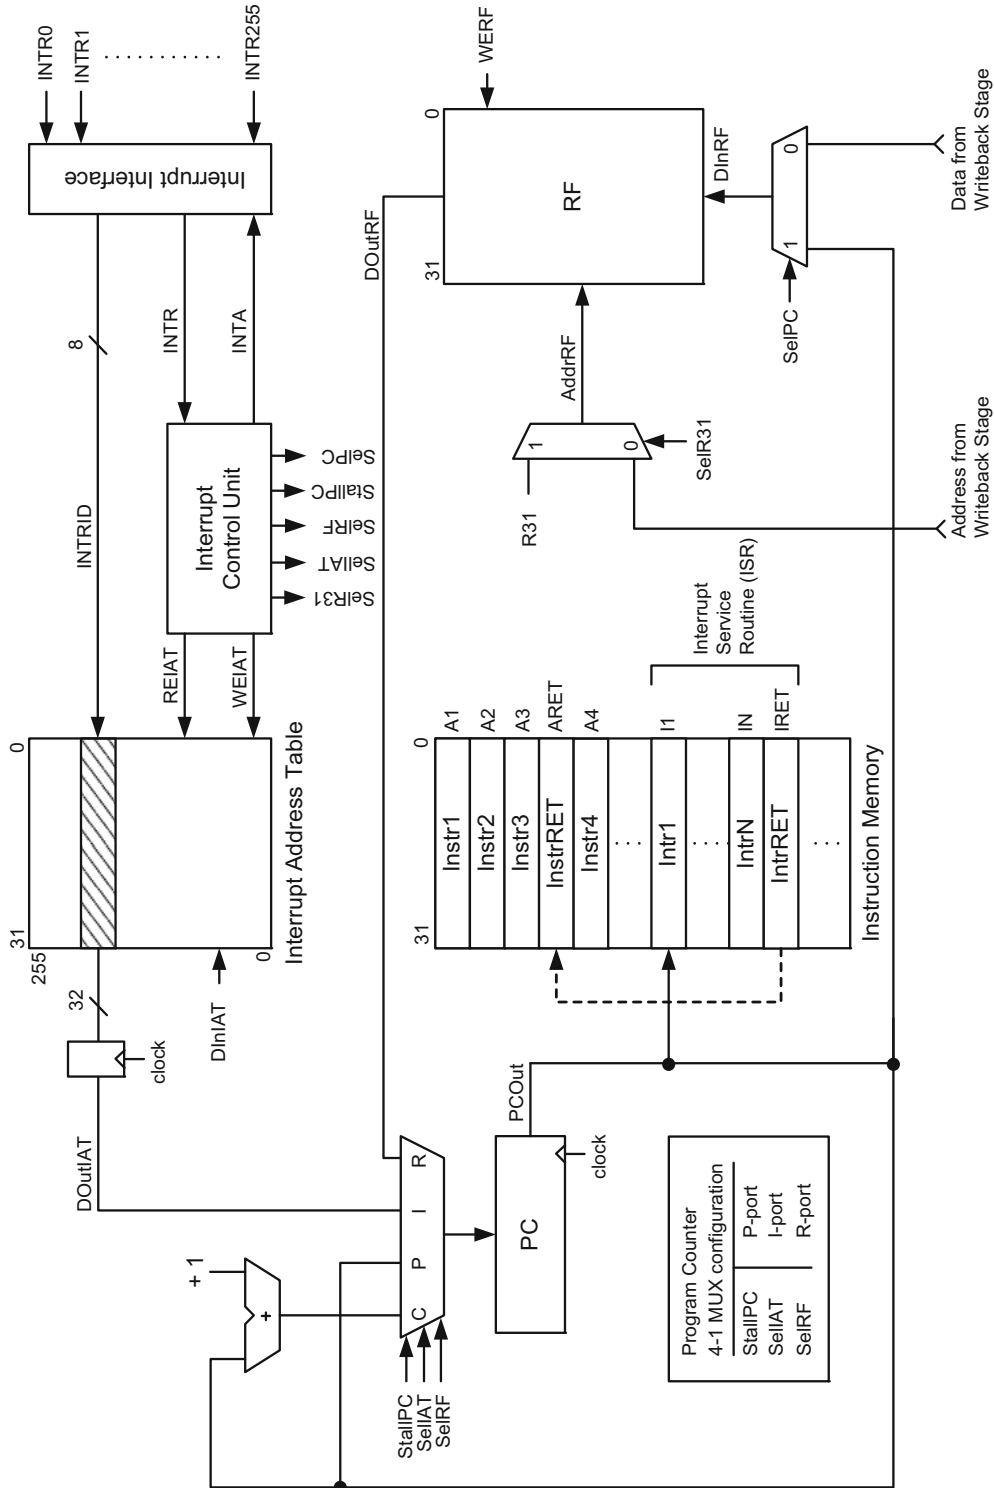 INTR0
INTR1
...........
INTR255
Interrupt Interface
8
INTRID
INTR
INTA
Interrupt
Control Unit
SelPC
StallPC
SelRF
SelIAT
SelR31
REIAT
WEIAT
0
31
255
0
Interrupt Address Table
DInIAT
32
clock
DOutIAT
+ 1
+
C
P
I
R
StallPC
SelIAT
SelRF
PC
clock
PCOut
Program Counter
4-1 MUX configuration
StallPC P-port
SelIAT I-port
SelRF R-port
31
0
Instr1 A1
Instr2 A2
Instr3 A3
InstrRET ARET
Instr4 A4
...
Intr1 I1
....
IntrN IN
IntrRET IRET
...
Instruction Memory
Interrupt
Service
Routine (ISR)
DOutRF
31
0
RF
WERF
AddrRF
1
0
R31
SelR31
Address from
Writeback Stage
DInRF
1
0
SelPC
Data from
Writeback Stage